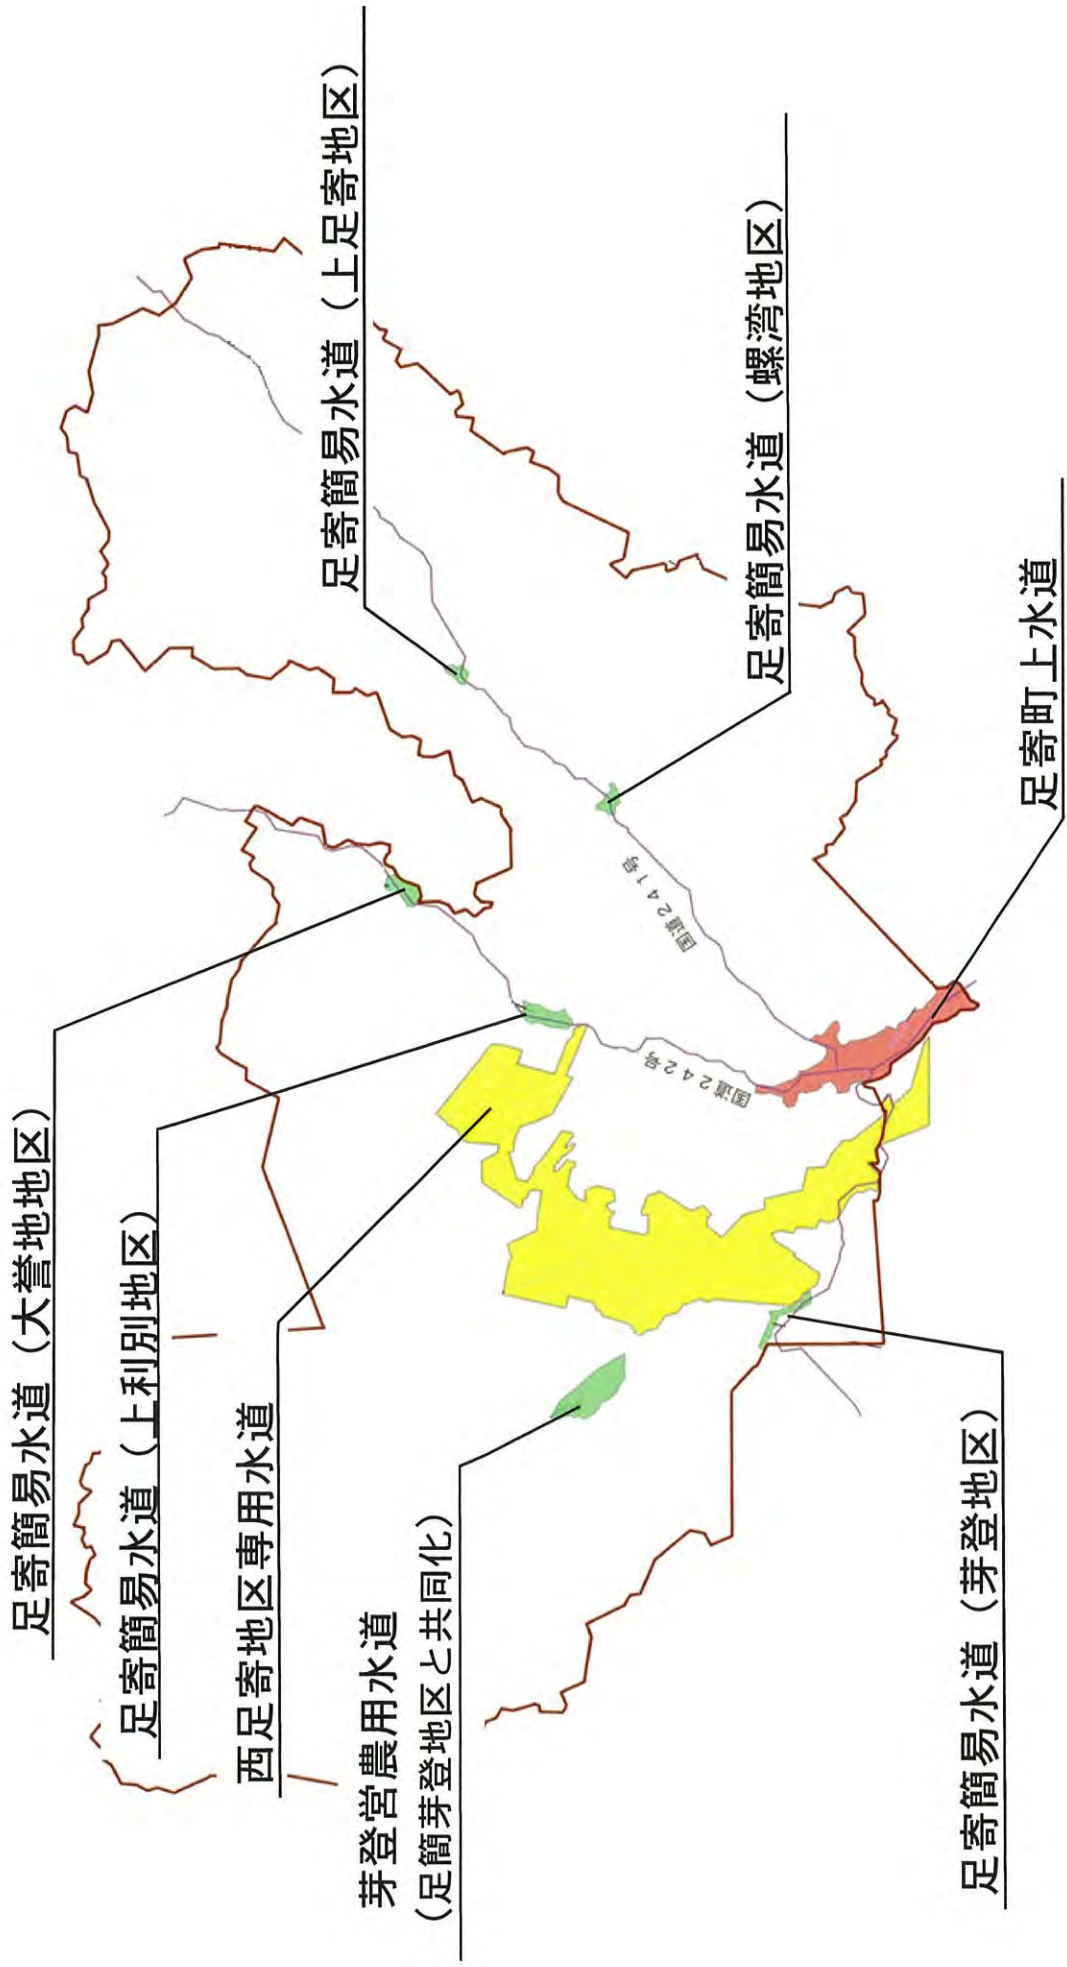 足寄簡易水道（大誉地地区）
足寄簡易水道（上利別地区）
西足寄地区専用水道
芽登営農用水道
（足簡芽登地区と共同化）
足寄簡易水道（上足寄地区）
足寄簡易水道（螺湾地区）
国道２４１号
国道２４２号
足寄町上水道
足寄簡易水道（芽登地区）